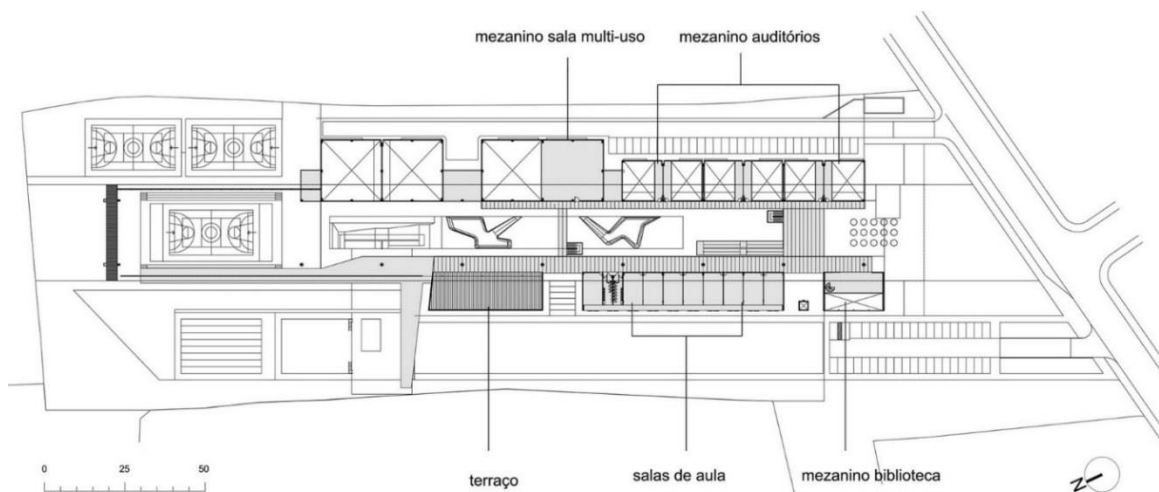 mezanino sala multi-uso
mezanino auditórios
terraço
salas de aula
mezanino biblioteca
0
25
50
N